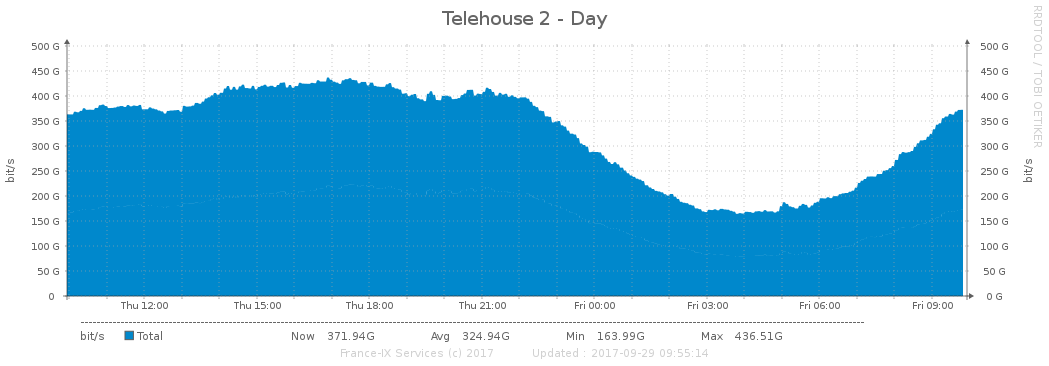 Telehouse 2 - Day
RRDTOOL / TOBI OETIKER
500 G 500 G
450 G 450 G
400 G 400 G
350 G 350 G
300 G 300 G
250 G 250 G
200 G 200 G
150 G 150 G
100 G 100 G
50 G 50 G
0 0 G
bit/s bit/s
Thu 12:00 Thu 15:00 Thu 18:00 Thu 21:00 Fri 00:00 Fri 03:00 Fri 06:00 Fri 09:00
bit/s Total Now 371.94G Avg 324.94G Min 163.99G Max 436.51G
France-IX Services (c) 2017 Updated : 2017-09-29 09:55:14